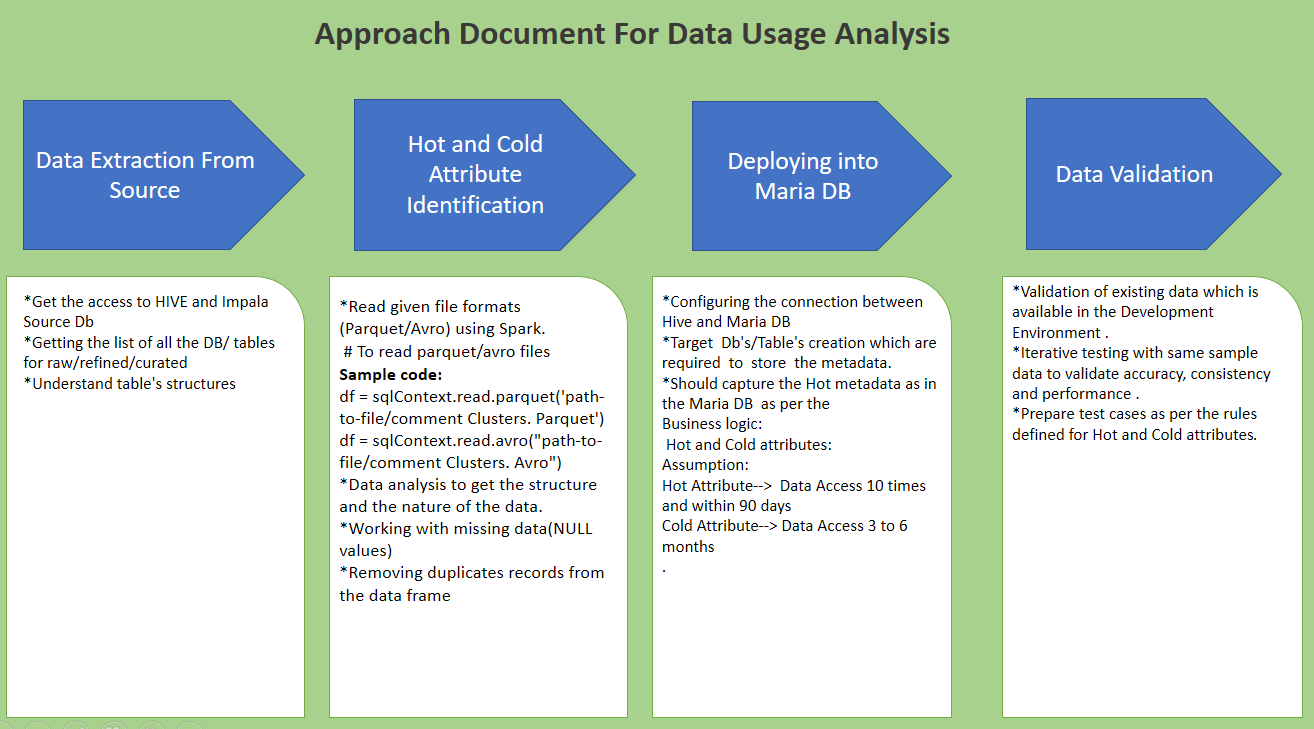 Approach Document For Data Usage Analysis
Data Extraction From
Source
Hot and Cold
Attribute
Identification
Deploying into
Maria DB
Data Validation
*Get the access to HIVE and Impala
Source Db
*Getting the list of all the DB/ tables
for raw/refined/curated
*Understand table's structures
*Read given file formats
(Parquet/Avro) using Spark.
# To read parquet/avro files
Sample code:
df = sqlContext.read.parquet('path-
to-file/comment Clusters. Parquet')
df = sqlContext.read.avro("path-to-
file/comment Clusters. Avro")
*Data analysis to get the structure
and the nature of the data.
*Working with missing data(NULL
values)
*Removing duplicates records from
the data frame
*Configuring the connection between
Hive and Maria DB
*Target Db's/Table's creation which are
required to store the metadata.
*Should capture the Hot metadata as in
the Maria DB as per the
Business logic:
Hot and Cold attributes:
Assumption:
Hot Attribute--> Data Access 10 times
and within 90 days
Cold Attribute--> Data Access 3 to 6
months
.
*Validation of existing data which is
available in the Development
Environment .
*Iterative testing with same sample
data to validate accuracy, consistency
and performance .
*Prepare test cases as per the rules
defined for Hot and Cold attributes.